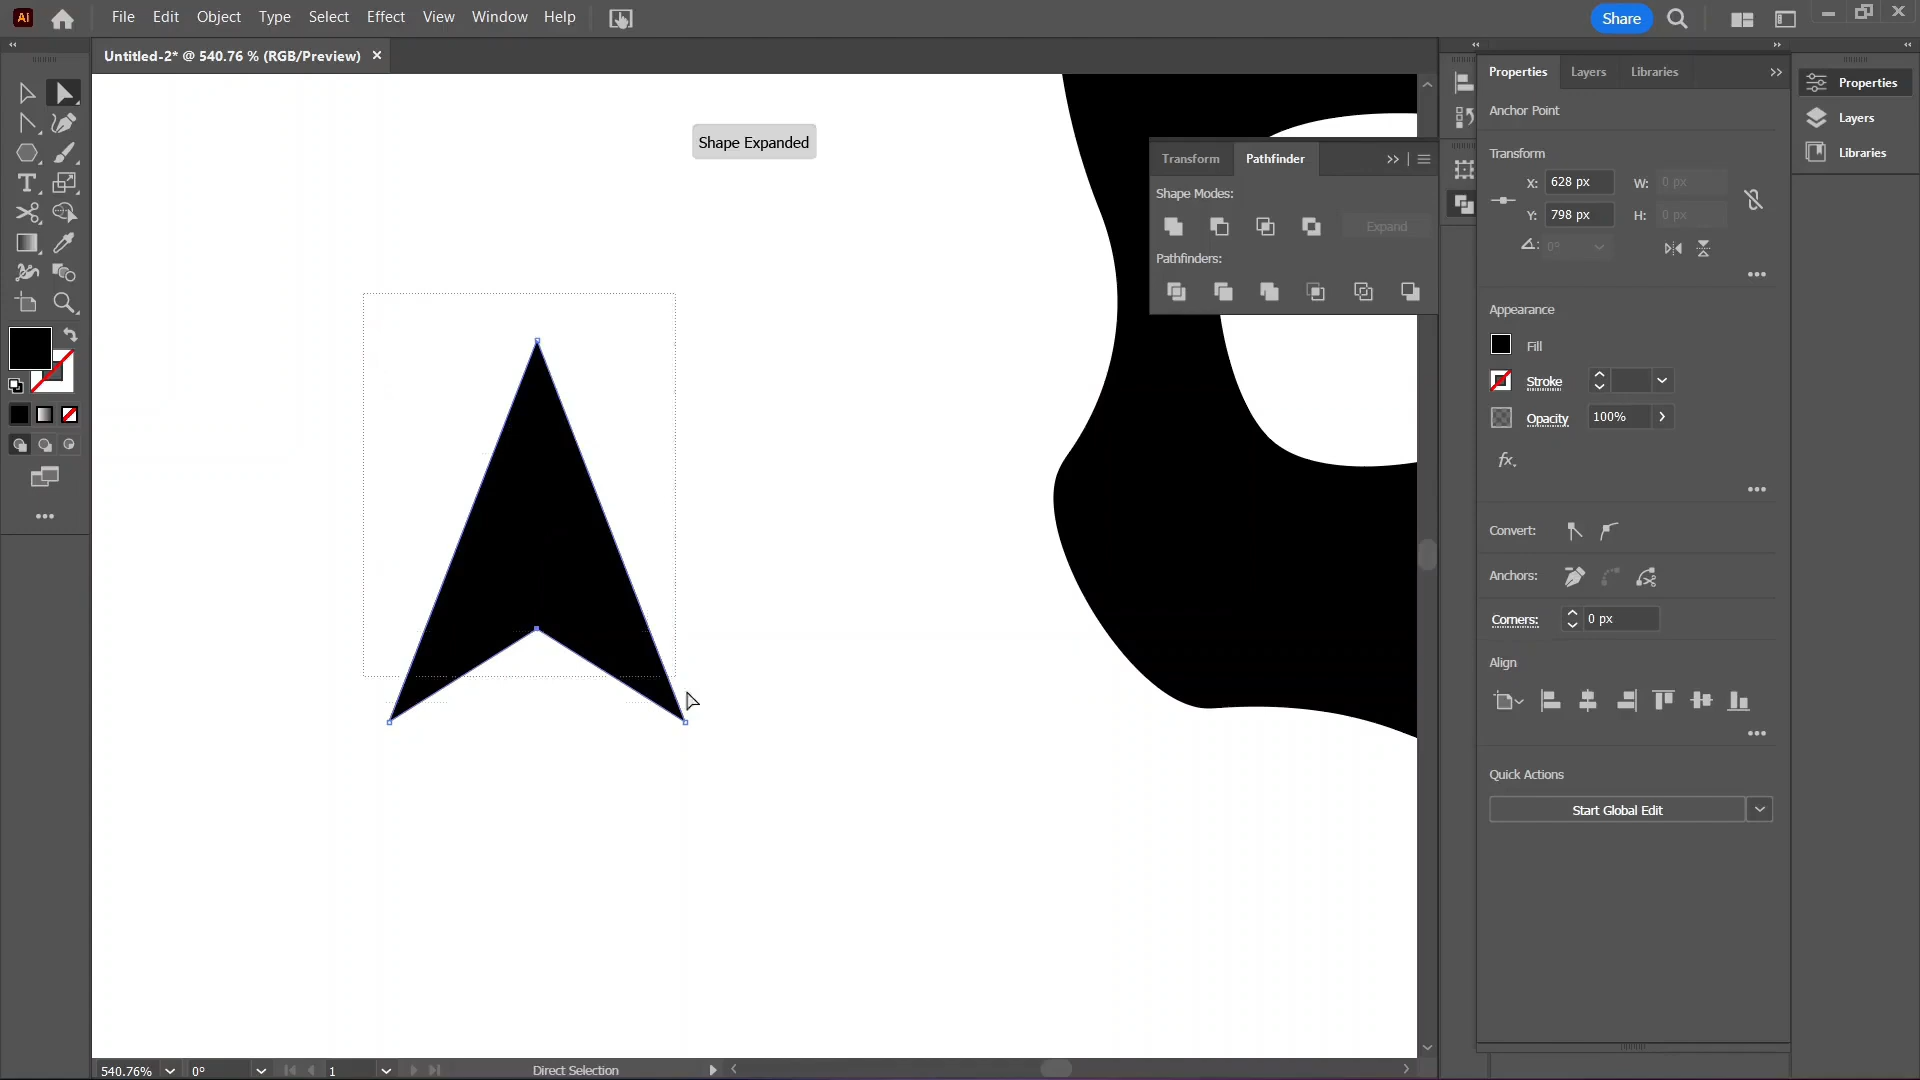 Ai
File Edit Object Type Select Effect View Window Help
Share
Untitled-2* @ 540.76 % (RGB/Preview) ×
Shape Expanded
Transform Pathfinder
Shape Modes:
Expand
Pathfinders:
Properties Layers Libraries
Anchor Point
Transform
X: 628 px W: 0 px
Y: 798 px H: 0 px
0°
Appearance
Fill
Stroke
Opacity 100%
fx.
Convert:
Anchors:
Corners: 0 px
Align
Quick Actions
Start Global Edit
Properties
Layers
Libraries
540.76% 0° 1 Direct Selection